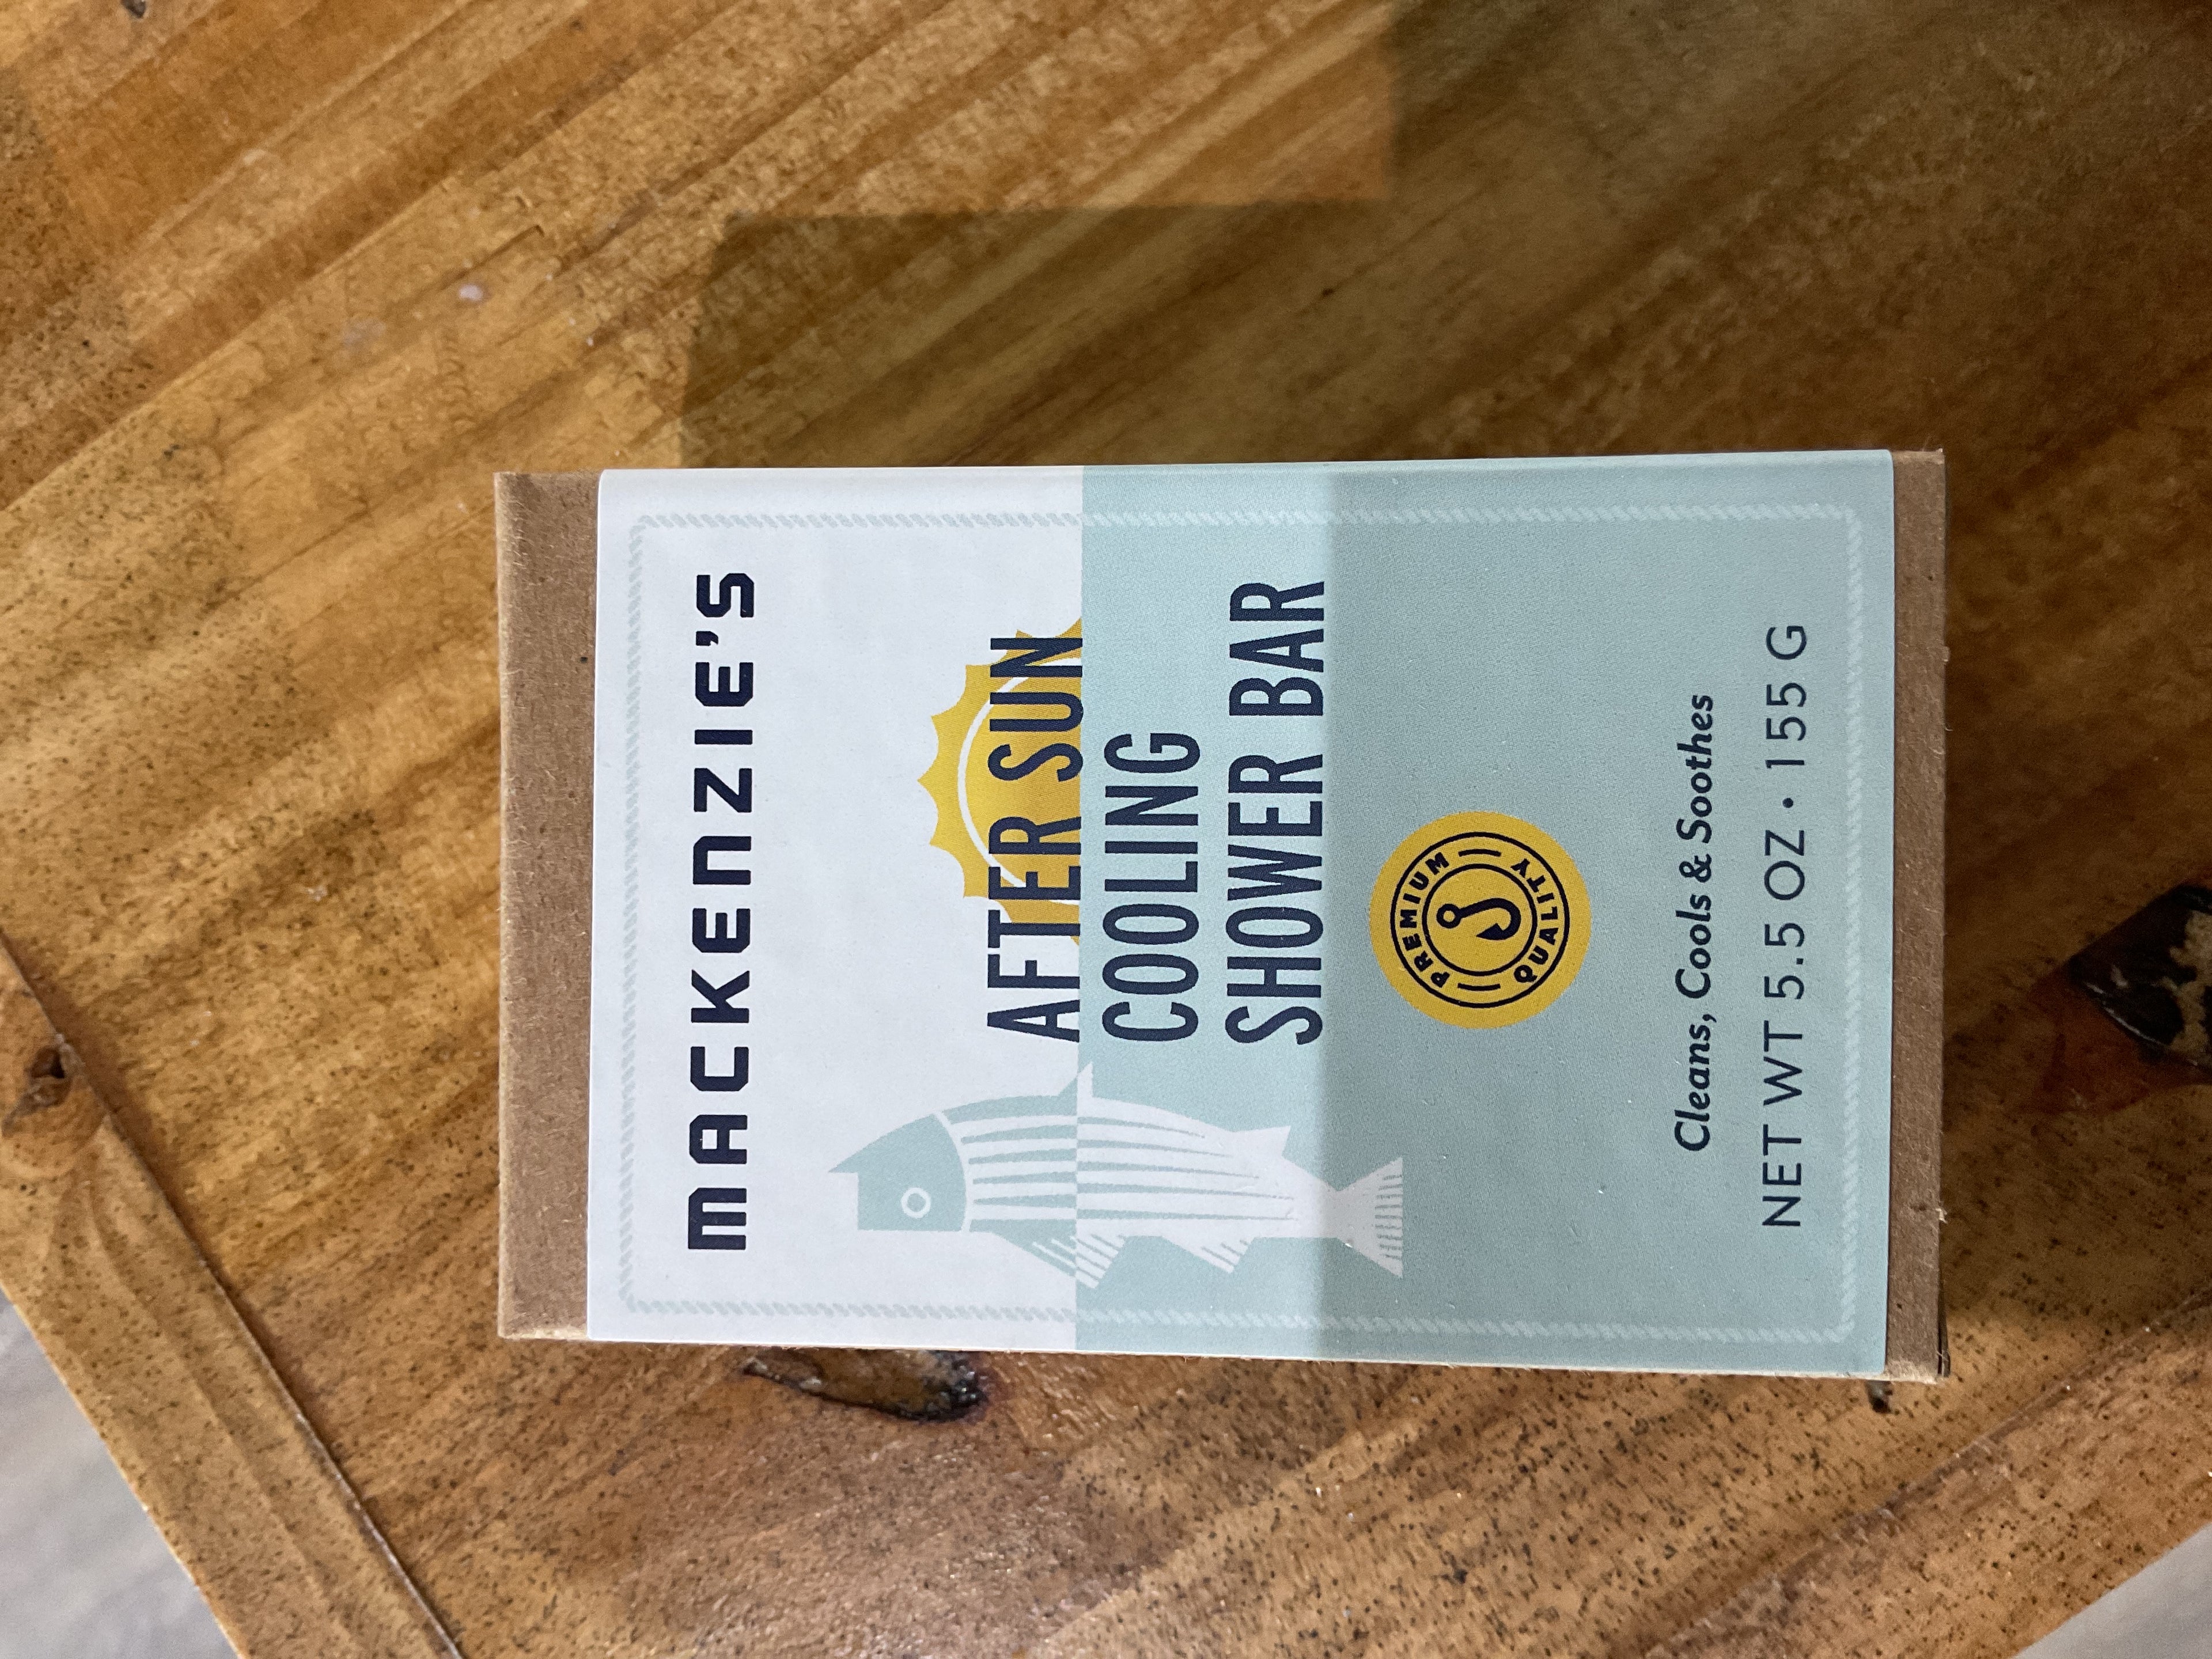 MACKENZIE'S
AFTER SUN
COOLING
SHOWER BAR
PREMIUM
QUALITY
Cleans, Cools & Soothes
NET WT 5.5 OZ • 155 G